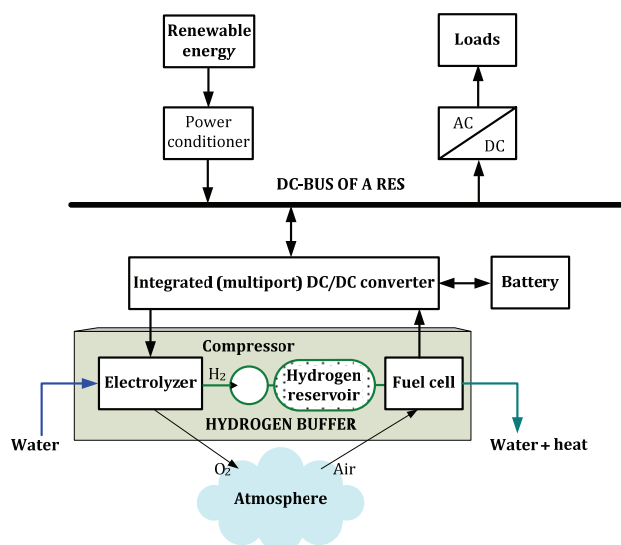 Renewable
energy
Loads
Power
conditioner
AC
DC
DC-BUS OF A RES
Integrated (multiport) DC/DC converter
Battery
Compressor
Electrolyzer
H2
Hydrogen
reservoir
Fuel cell
HYDROGEN BUFFER
Water
Water + heat
O2
Air
Atmosphere